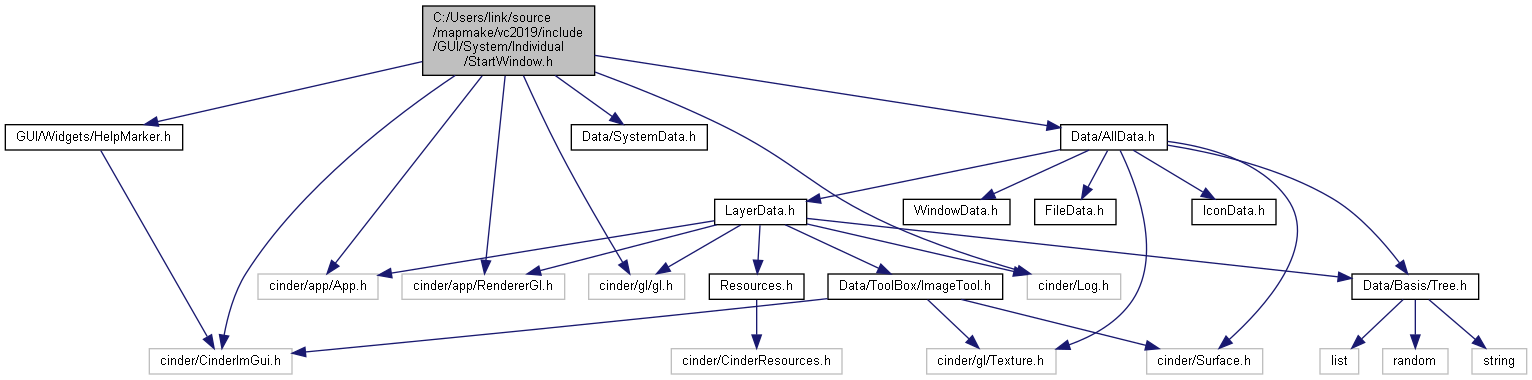 C:/Users/link/source
/mapmake/vc2019/include
/GUI/System/Individual
/StartWindow.h
GUI/Widgets/HelpMarker.h
Data/SystemData.h
Data/AllData.h
LayerData.h
WindowData.h
FileData.h
IconData.h
cinder/app/App.h
cinder/app/RendererGl.h
cinder/gl/gl.h
Resources.h
Data/ToolBox/ImageTool.h
cinder/Log.h
Data/Basis/Tree.h
cinder/CinderImGui.h
cinder/CinderResources.h
cinder/gl/Texture.h
cinder/Surface.h
list
random
string